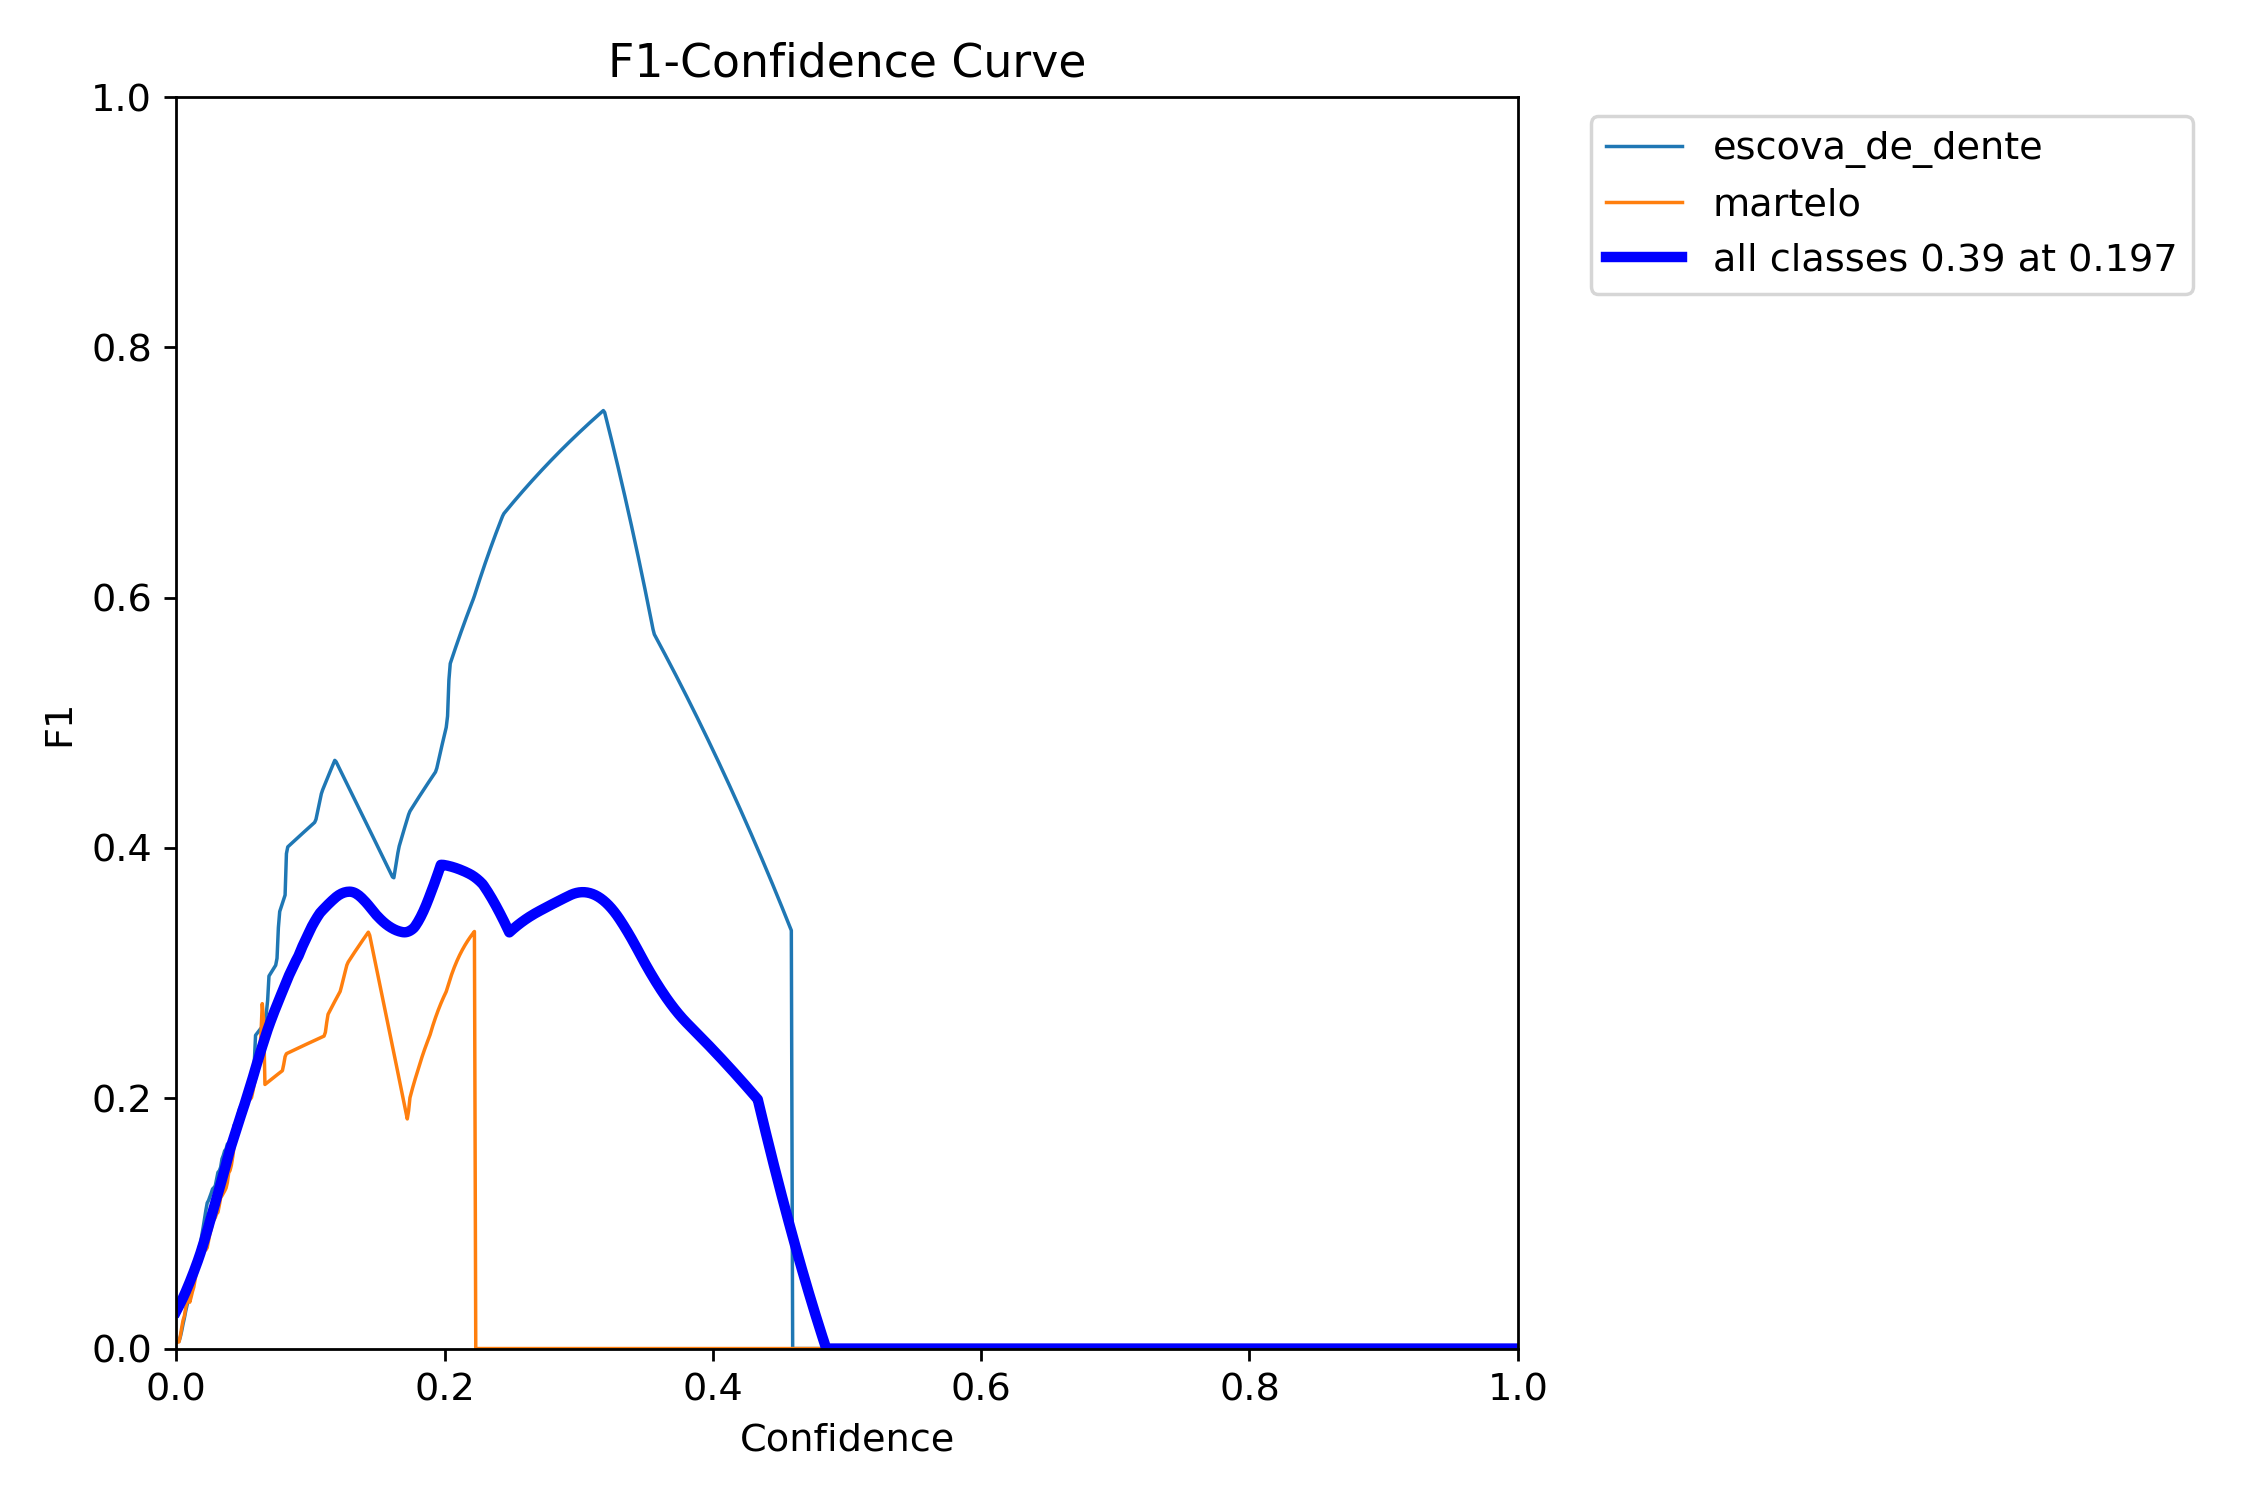 F1-Confidence Curve
escova_de_dente
martelo
all classes 0.39 at 0.197
F1
1.0
0.8
0.6
0.4
0.2
0.0
0.0 0.2 0.4 0.6 0.8 1.0
Confidence